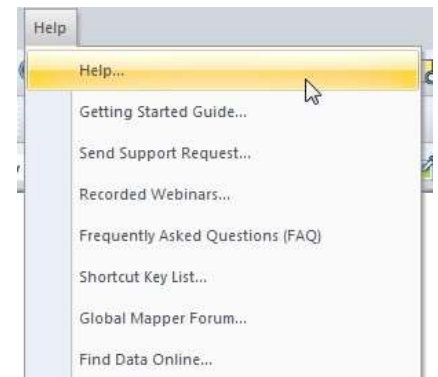 Help
Help...
Getting Started Guide...
Send Support Request...
Recorded Webinars...
Frequently Asked Questions (FAQ)
Shortcut Key List...
Global Mapper Forum...
Find Data Online...